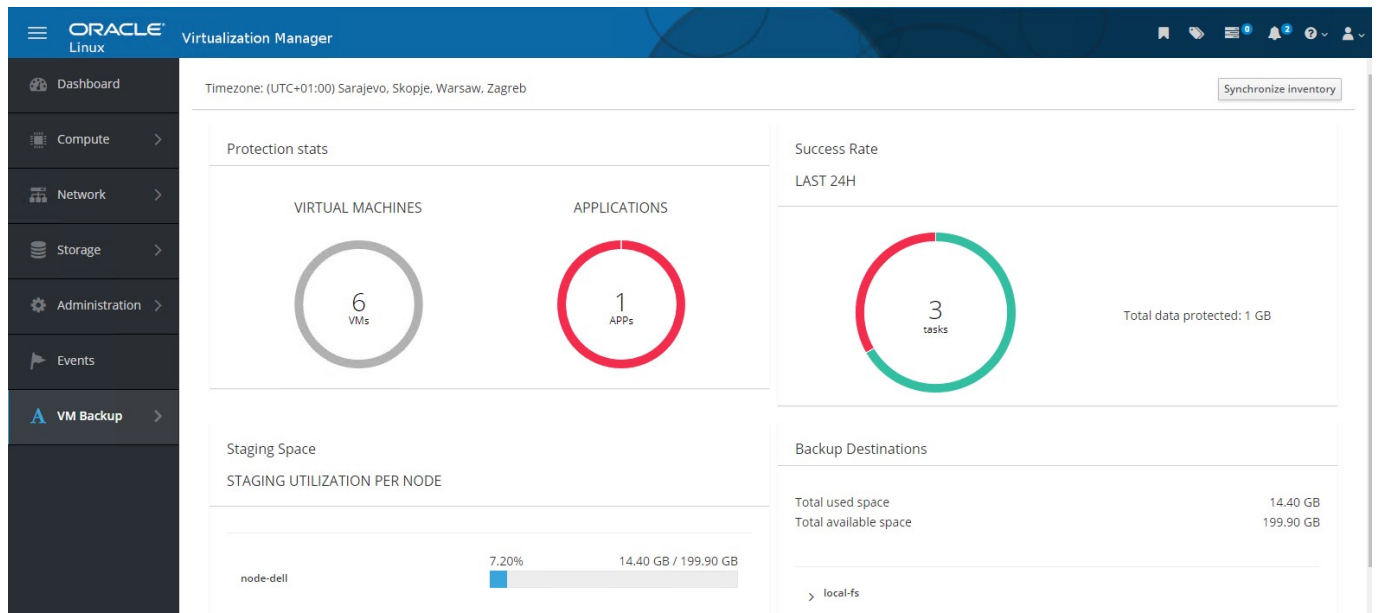 ORACLE
Linux
Virtualization Manager
0
2
Dashboard
Compute
Network
Storage
Administration
Events
A VM Backup
Timezone: (UTC+01:00) Sarajevo, Skopje, Warsaw, Zagreb
Synchronize inventory
Protection stats
VIRTUAL MACHINES
APPLICATIONS
6
VMs
1
APPs
Success Rate
LAST 24H
3
tasks
Total data protected: 1 GB
Staging Space
STAGING UTILIZATION PER NODE
7.20% 14.40 GB / 199.90 GB
node-dell
Backup Destinations
Total used space 14.40 GB
Total available space 199.90 GB
local-fs